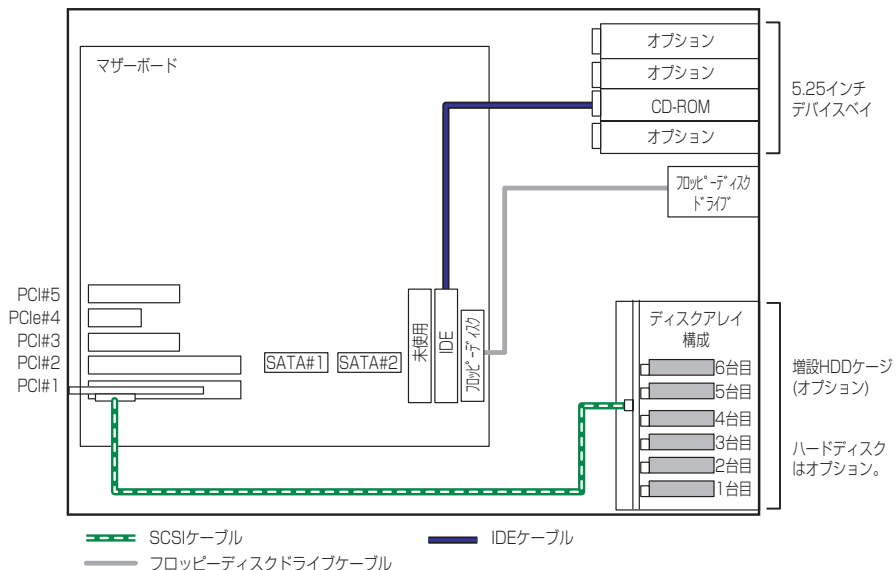 マザーボード
オプション
オプション
CD-ROM
オプション
5.25インチ
デバイスベイ
フロッピーディスク
ドライブ
PCI#5
PCIe#4
PCI#3
PCI#2
PCI#1
SATA#1
SATA#2
未使用
IDE
フロッピーディスク
ディスクアレイ
構成
6台目
5台目
4台目
3台目
2台目
1台目
増設HDDケージ
(オプション)
ハードディスク
はオプション。
SCSIケーブル
IDEケーブル
フロッピーディスクドライブケーブル